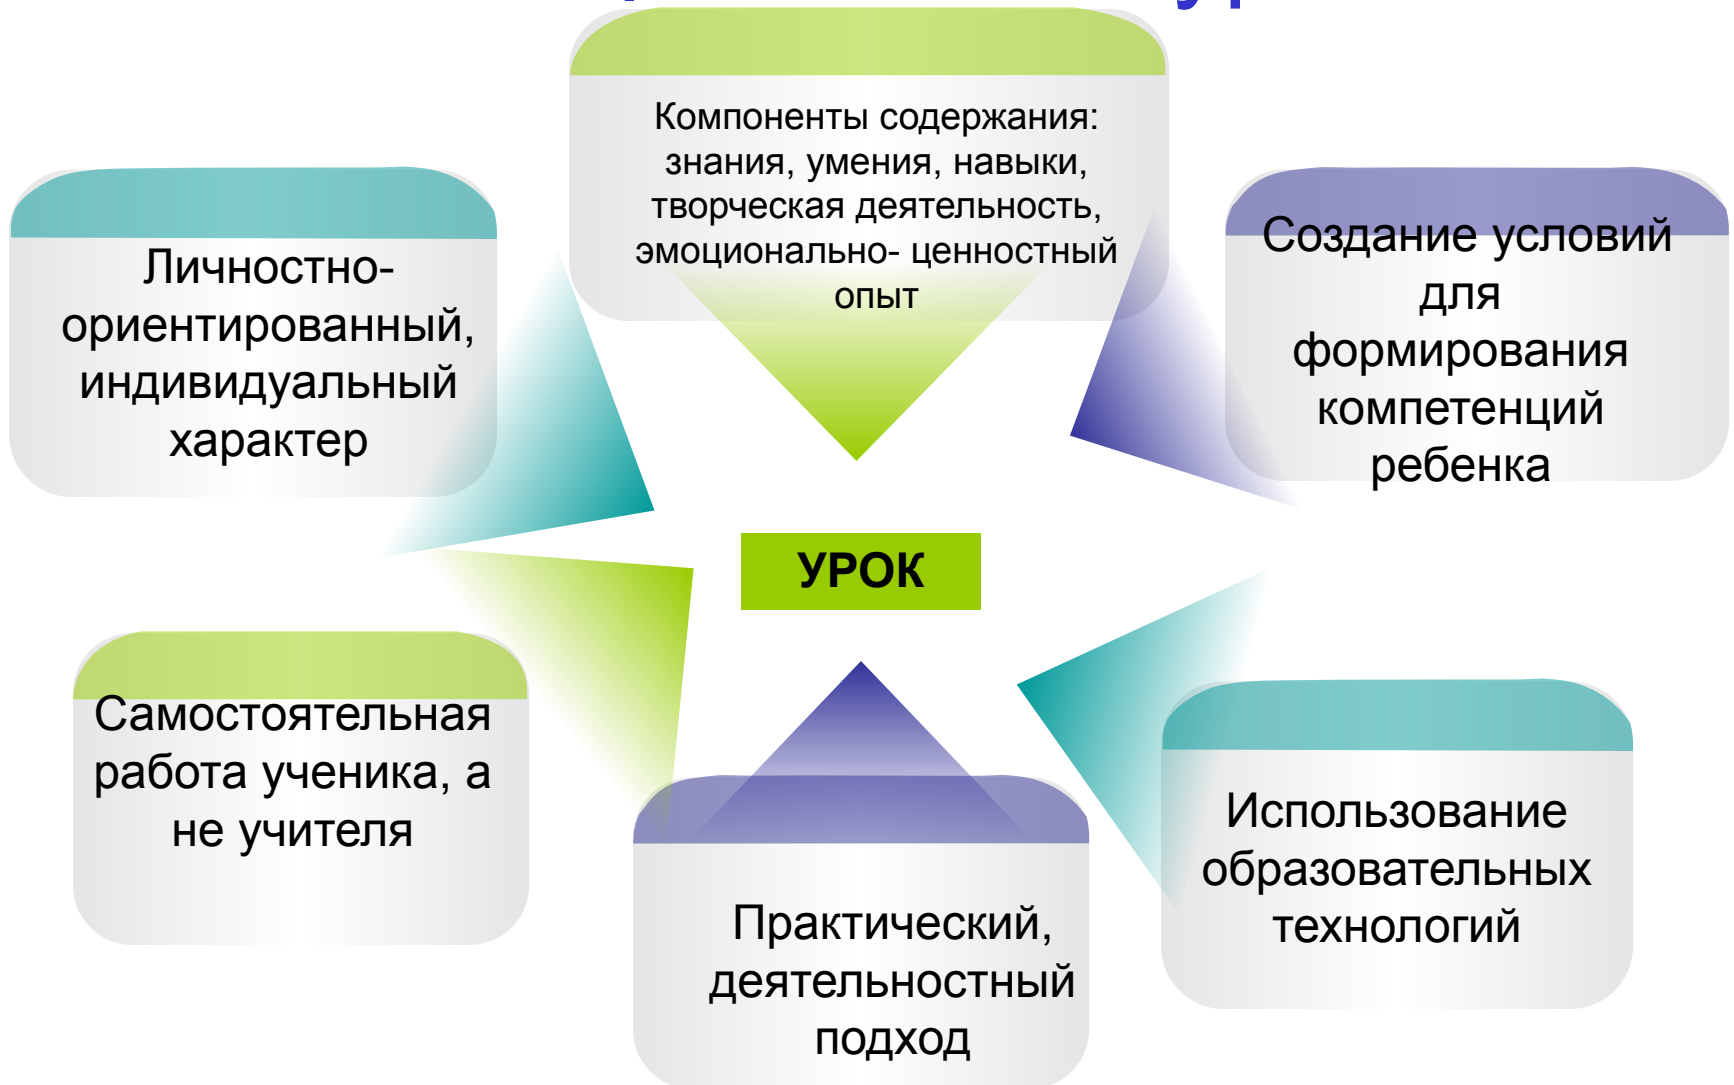 Компоненты содержания:
знания, умения, навыки,
творческая деятельность,
эмоционально- ценностный
опыт
Личностно-
ориентированный,
индивидуальный
характер
Создание условий
для
формирования
компетенций
ребенка
УРОК
Самостоятельная
работа ученика, а
не учителя
Практический,
деятельностный
подход
Использование
образовательных
технологий